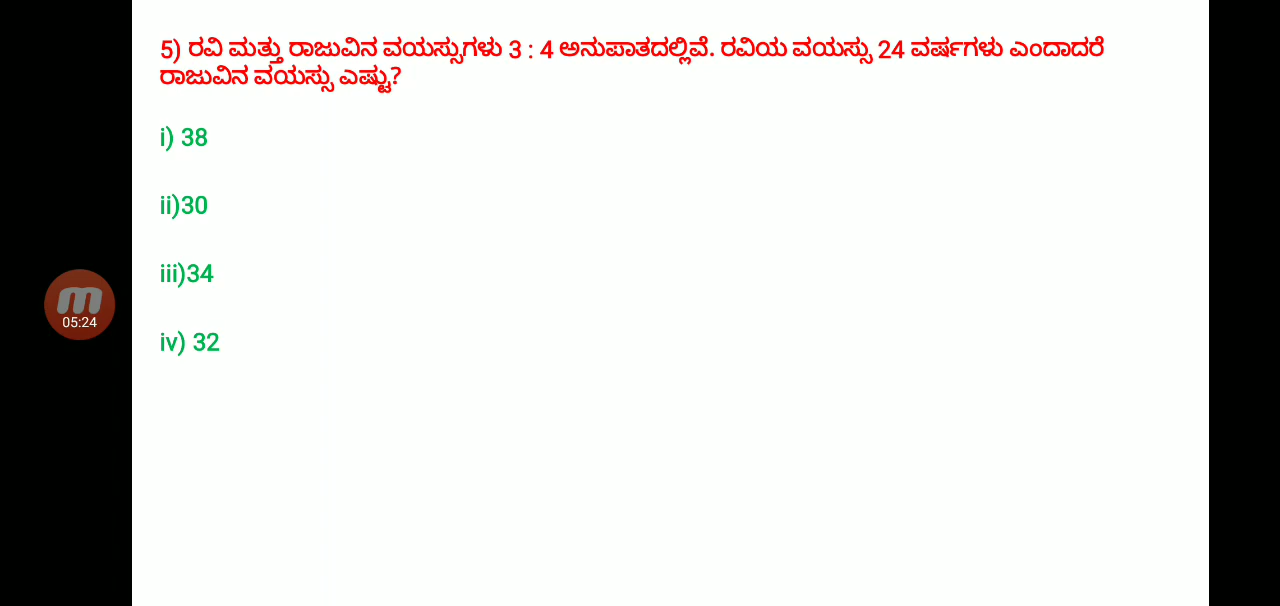 5) ರವಿ ಮತ್ತು ರಾಜುವಿನ ವಯಸ್ಸುಗಳು 3 : 4 ಅನುಪಾತದಲ್ಲಿವೆ. ರವಿಯ ವಯಸ್ಸು 24 ವರ್ಷಗಳು ಎಂದಾದರೆ
ರಾಜುವಿನ ವಯಸ್ಸು ಎಷ್ಟು?
i) 38
ii)30
iii)34
iv) 32
05:24